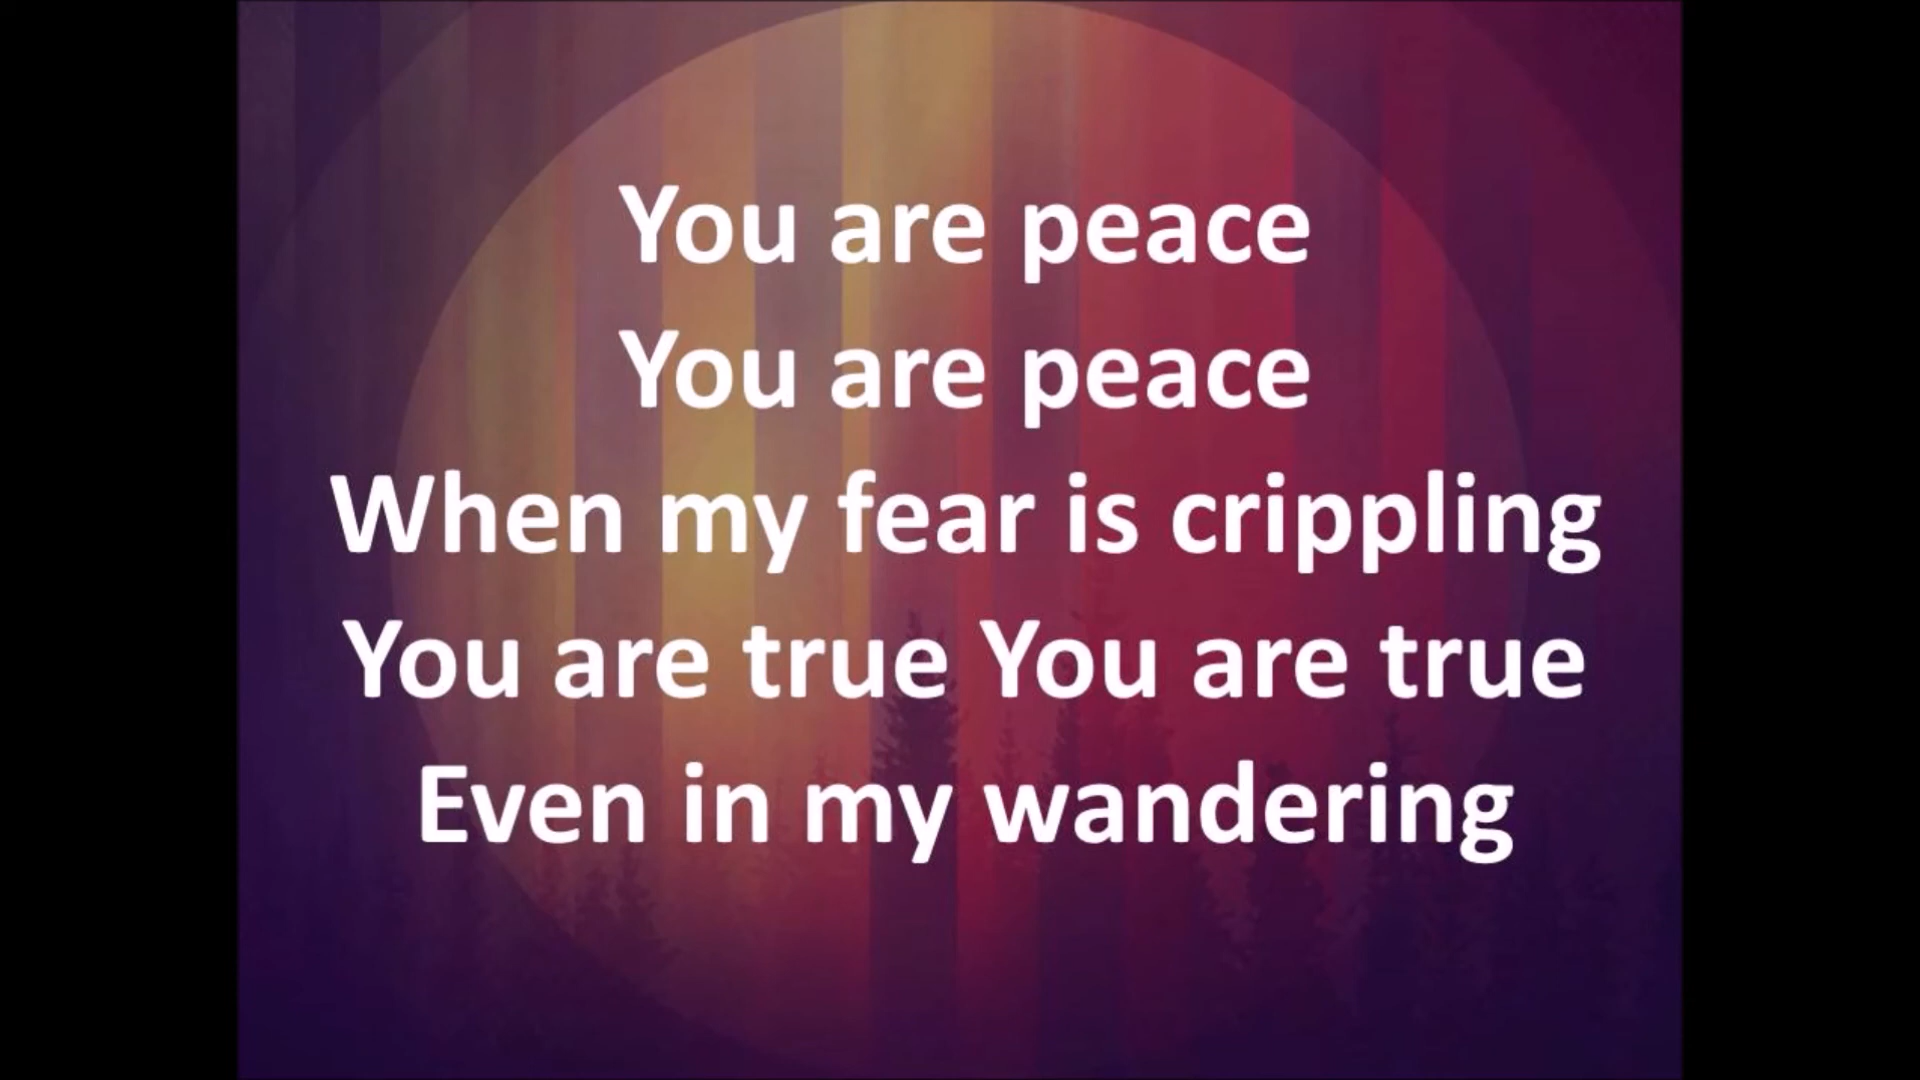 You are peace
You are peace
When my fear is crippling
You are true You are true
Even in my wandering